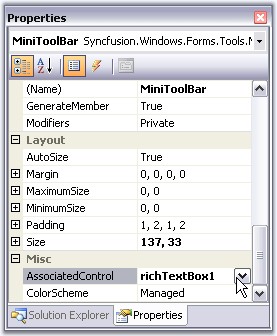 Properties
MiniToolBar Syncfusion.Windows.Forms.Tools.M
(Name) MiniToolBar
GenerateMember True
Modifiers Private
Layout
AutoSize True
Margin 0, 0, 0, 0
MaximumSize 0, 0
MinimumSize 0, 0
Padding 1, 2, 1, 2
Size 137, 33
Misc
AssociatedControl richTextBox1
ColorScheme Managed
Solution Explorer Properties